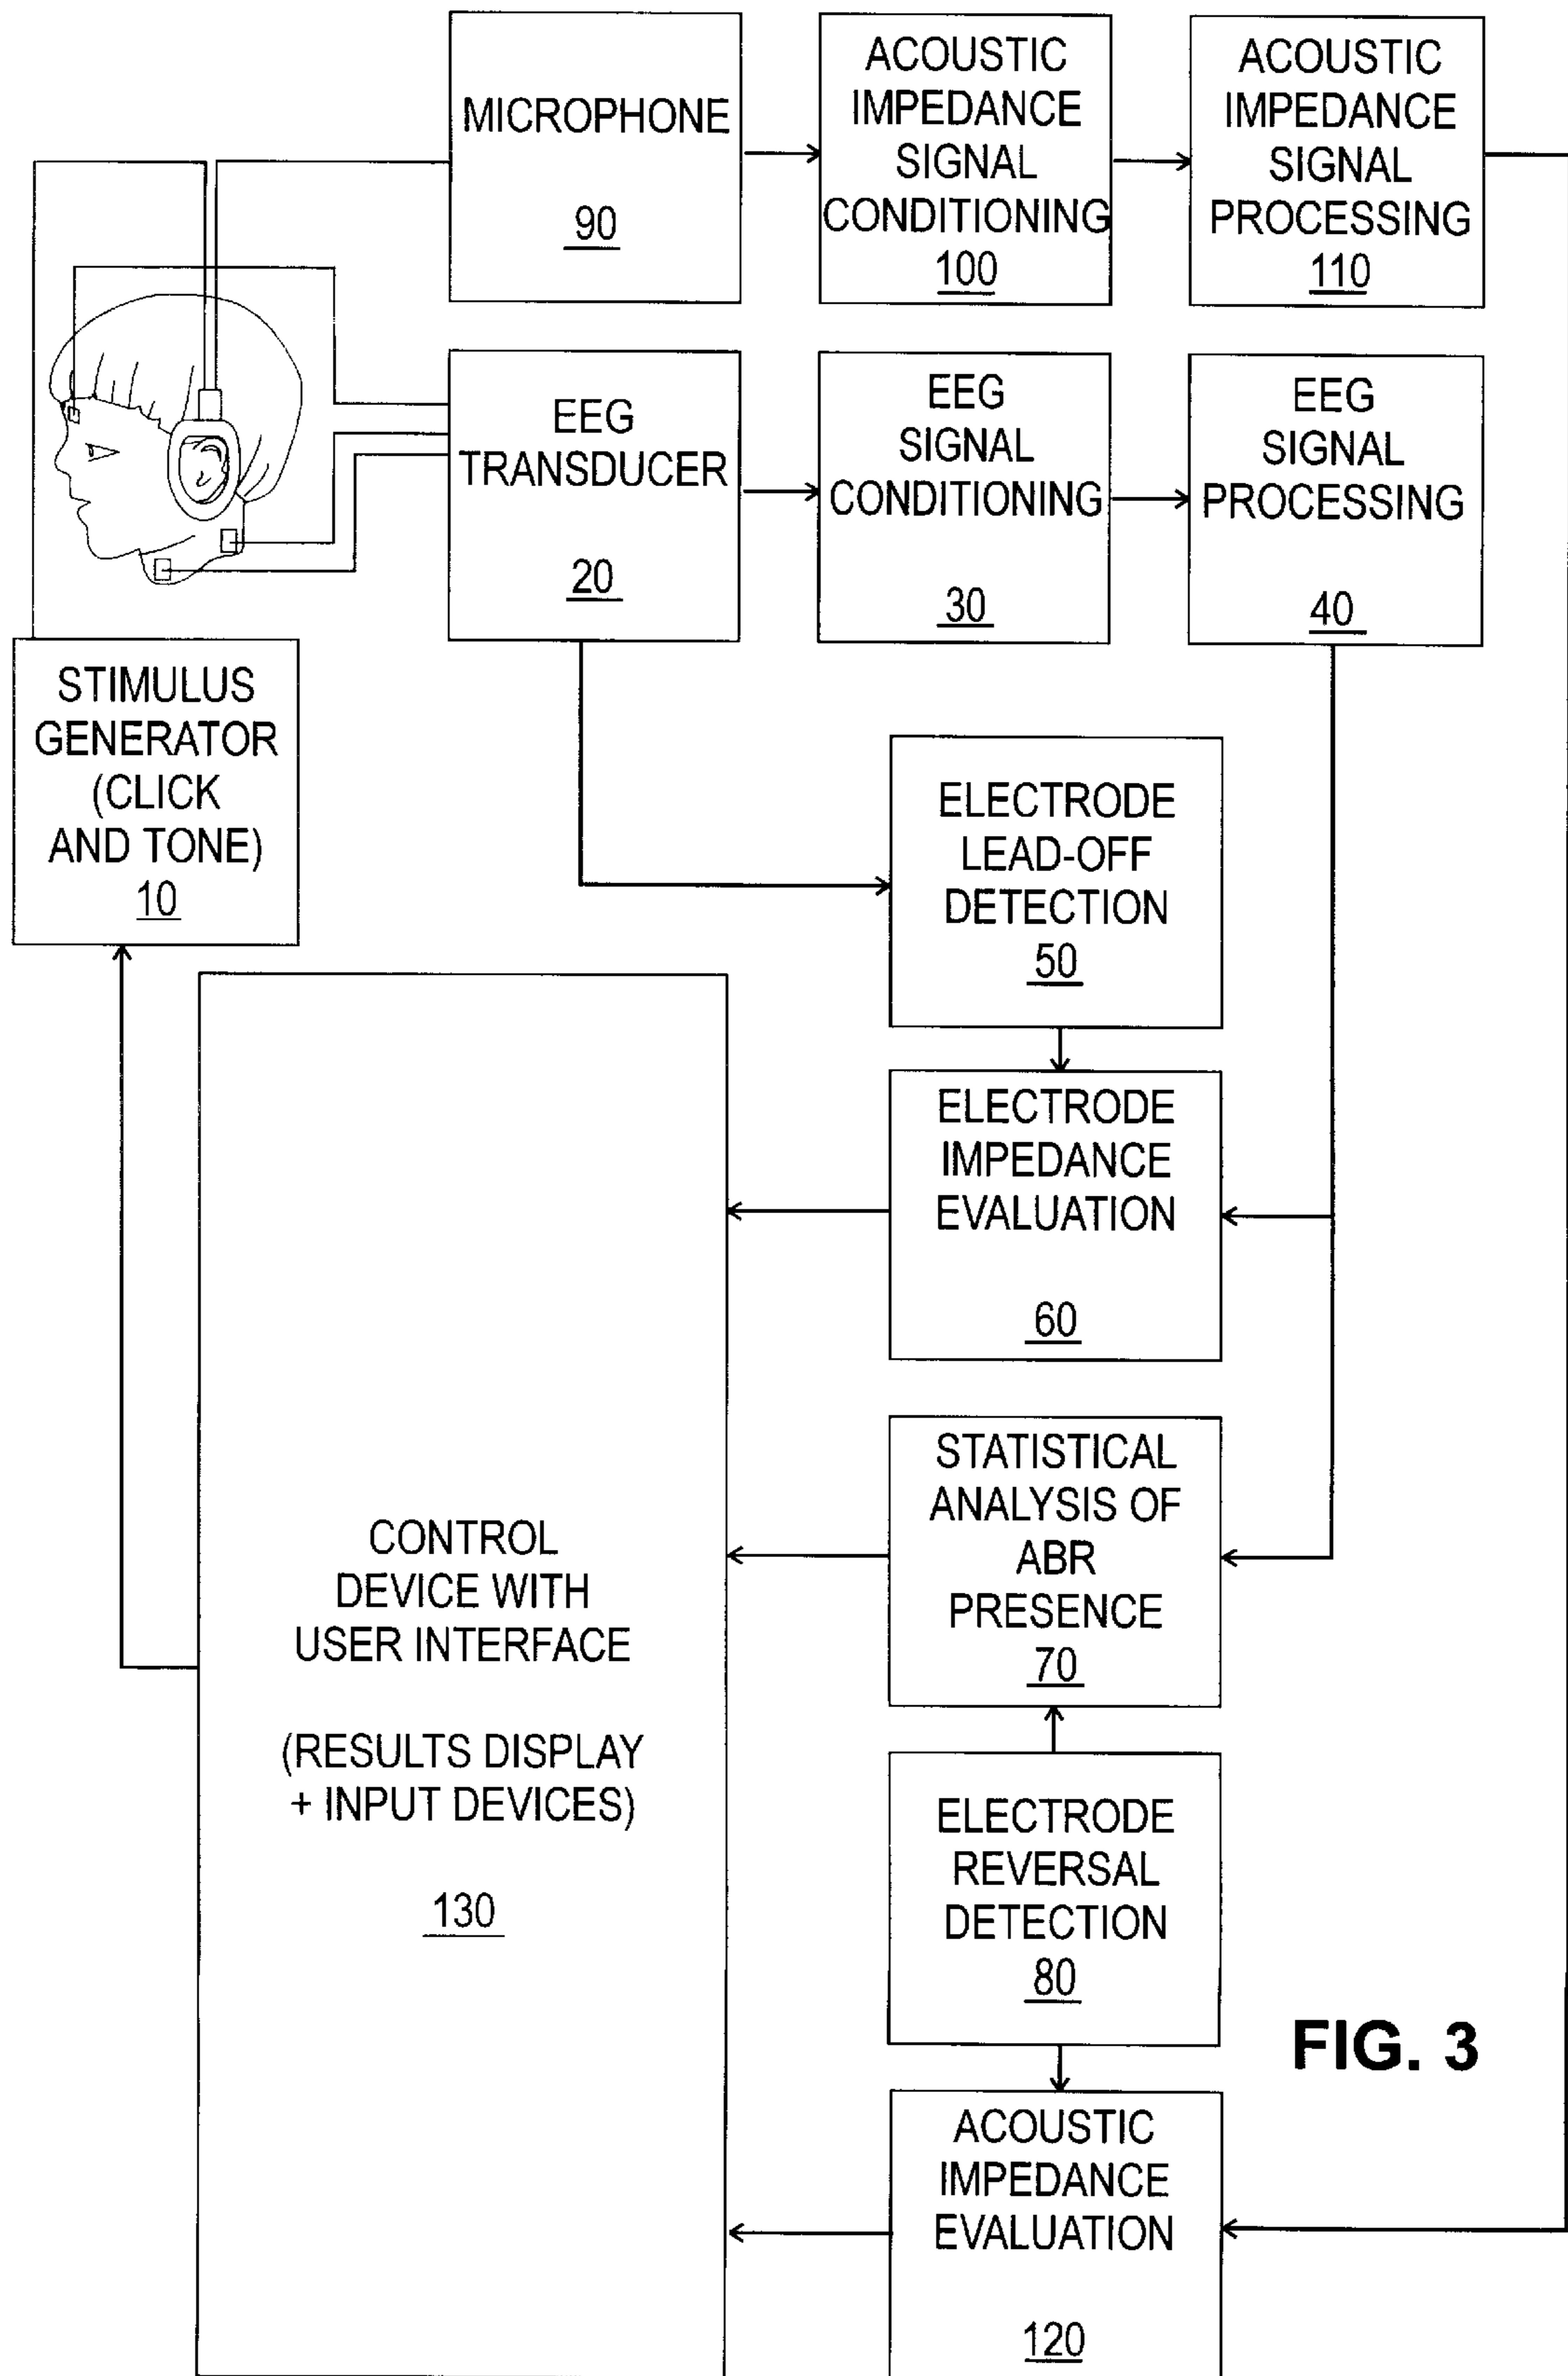 MICROPHONE
90
ACOUSTIC
IMPEDANCE
SIGNAL
CONDITIONING
100
ACOUSTIC
IMPEDANCE
SIGNAL
PROCESSING
110
EEG
TRANSDUCER
20
EEG
SIGNAL
CONDITIONING
30
EEG
SIGNAL
PROCESSING
40
STIMULUS
GENERATOR
(CLICK
AND TONE)
10
ELECTRODE
LEAD-OFF
DETECTION
50
ELECTRODE
IMPEDANCE
EVALUATION
60
STATISTICAL
ANALYSIS OF
ABR
PRESENCE
70
CONTROL
DEVICE WITH
USER INTERFACE
(RESULTS DISPLAY
+ INPUT DEVICES)
130
ELECTRODE
REVERSAL
DETECTION
80
FIG. 3
ACOUSTIC
IMPEDANCE
EVALUATION
120